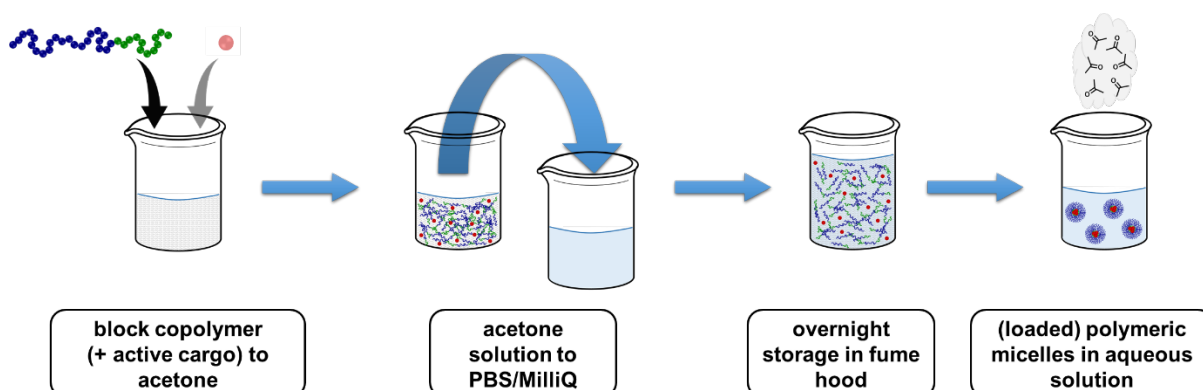 block copolymer
(+ active cargo) to
acetone
acetone
solution to
PBS/MilliQ
overnight
storage in fume
hood
(loaded) polymeric
micelles in aqueous
solution